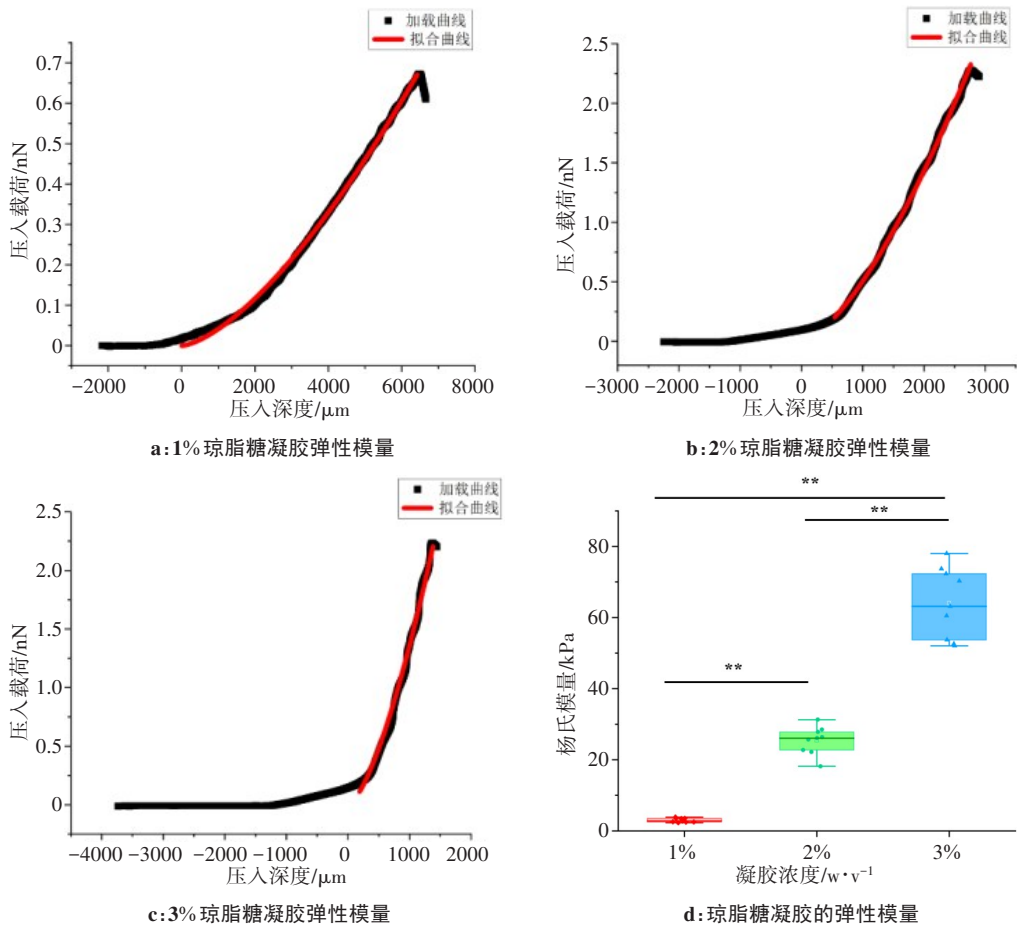 加载曲线
拟合曲线
0.7
0.6
0.5
0.4
0.3
0.2
0.1
0
压入载荷/nN
−2000 0 2000 4000 6000 8000
压入深度/μm
a:1%琼脂糖凝胶弹性模量
加载曲线
拟合曲线
2.5
2.0
1.5
1.0
0.5
0.0
压入载荷/nN
−3000 −2000 −1000 0 1000 2000 3000
压入深度/μm
b:2%琼脂糖凝胶弹性模量
加载曲线
拟合曲线
2.5
2.0
1.5
1.0
0.5
0
压入载荷/nN
−4000 −3000 −2000 −1000 0 1000 2000
压入深度/μm
c:3%琼脂糖凝胶弹性模量
**
**
**
80
60
40
20
0
杨氏模量/kPa
1% 2% 3%
凝胶浓度/w·v⁻¹
d:琼脂糖凝胶的弹性模量